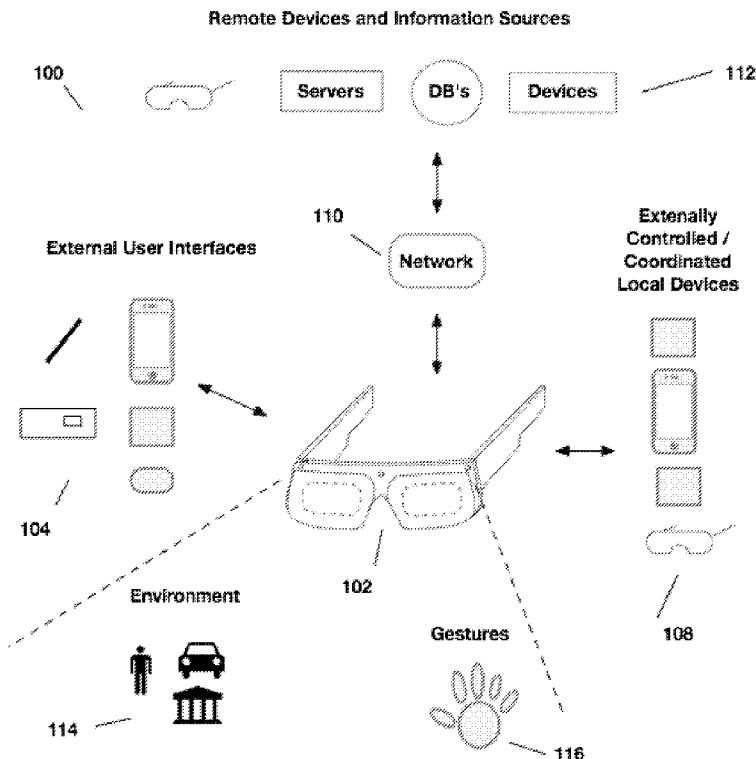 Remote Devices and Information Sources
100
Servers
DB's
Devices
112
110
Network
External User Interfaces
Extenally
Controlled /
Coordinated
Local Devices
104
102
108
Environment
Gestures
114
116